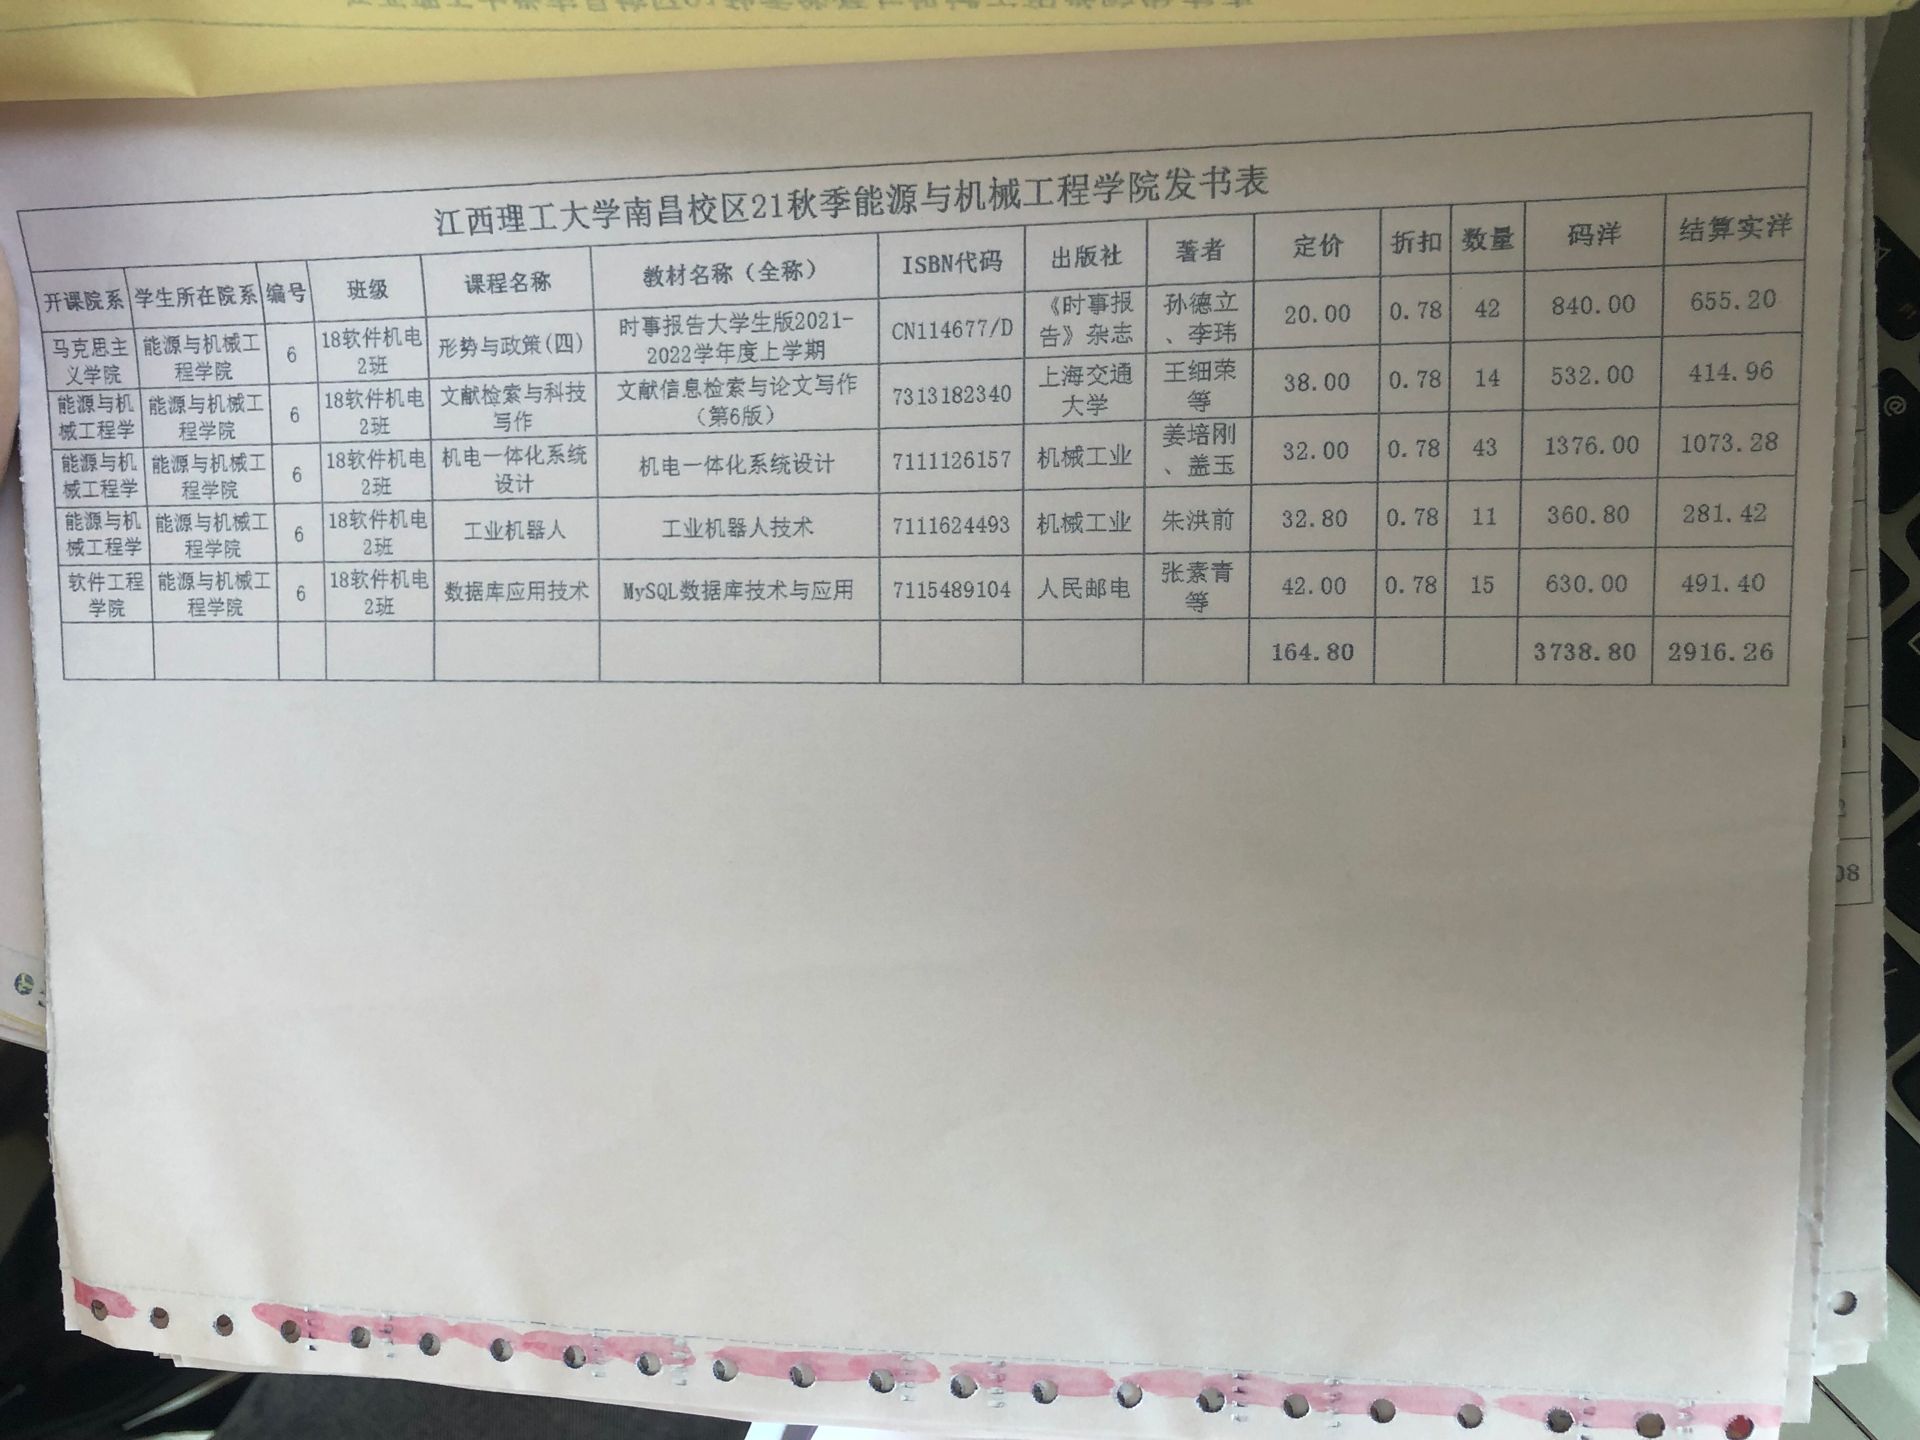 江西理工大学南昌校区21秋季能源与机械工程学院发书表
开课院系 学生所在院系 编号 班级 课程名称 教材名称（全称） ISBN代码 出版社 著者 定价 折扣 数量 码洋 结算实洋
马克思主义学院 能源与机械工程学院 6 18软件机电2班 形势与政策(四) 时事报告大学生版2021-2022学年度上学期 CN114677/D 《时事报告》杂志 孙德立、李玮 20.00 0.78 42 840.00 655.20
能源与机械工程学 能源与机械工程学院 6 18软件机电2班 文献检索与科技写作 文献信息检索与论文写作（第6版） 7313182340 上海交通大学 王细荣等 38.00 0.78 14 532.00 414.96
能源与机械工程学 能源与机械工程学院 6 18软件机电2班 机电一体化系统设计 机电一体化系统设计 7111126157 机械工业 姜培刚、盖玉 32.00 0.78 43 1376.00 1073.28
能源与机械工程学 能源与机械工程学院 6 18软件机电2班 工业机器人 工业机器人技术 7111624493 机械工业 朱洪前 32.80 0.78 11 360.80 281.42
软件工程学院 能源与机械工程学院 6 18软件机电2班 数据库应用技术 MySQL数据库技术与应用 7115489104 人民邮电 张素青等 42.00 0.78 15 630.00 491.40
164.80 3738.80 2916.26